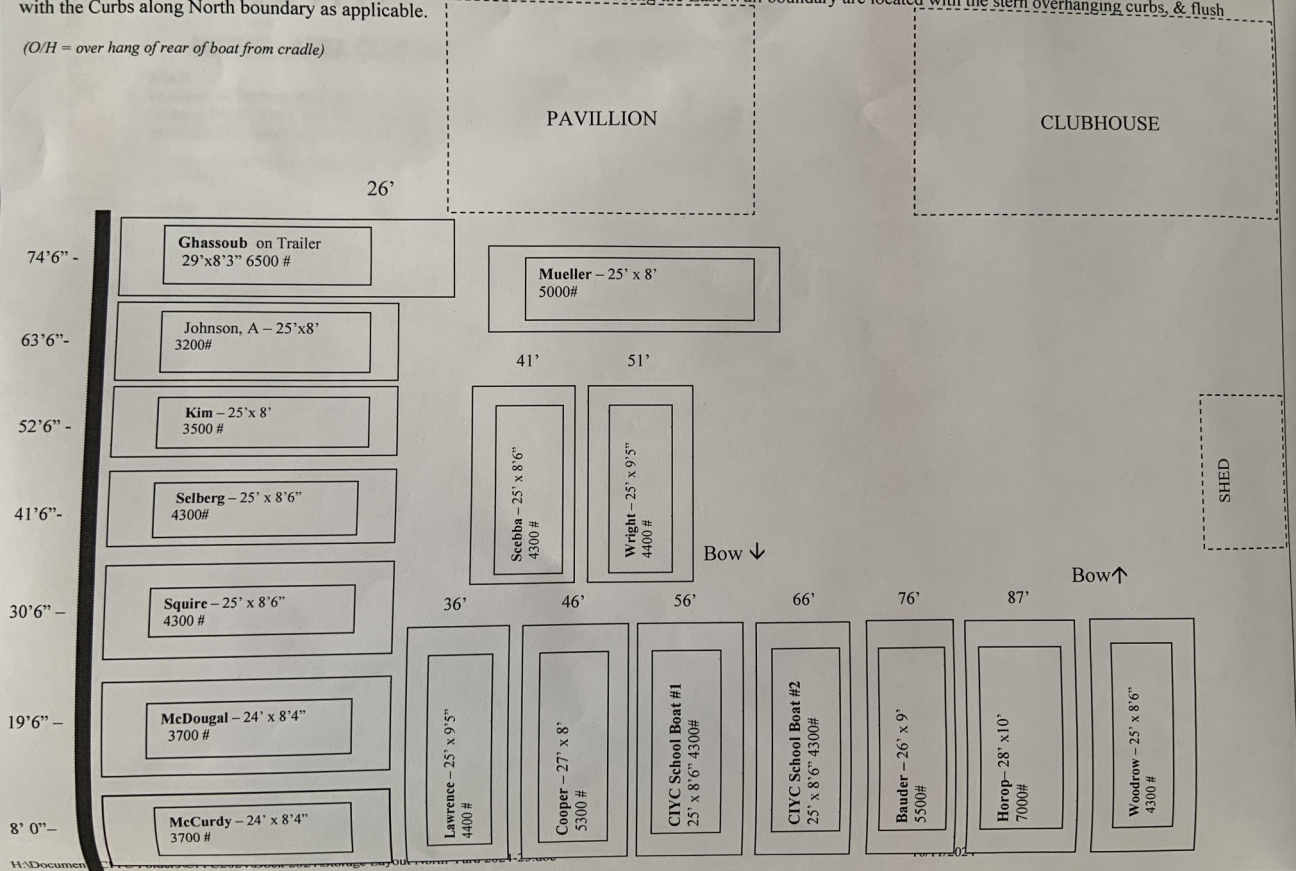 with the Curbs along North boundary as applicable.
boundary are located with the stern overhanging curbs, & flush
(O/H = over hang of rear of boat from cradle)
PAVILLION
CLUBHOUSE
26’
74’6” -
Ghassoub on Trailer
29’x8’3” 6500 #
Mueller – 25’ x 8’
5000#
63’6”-
Johnson, A – 25’x8’
3200#
41’
51’
52’6” -
Kim – 25’x 8’
3500 #
41’6”-
Selberg – 25’ x 8’6”
4300#
Scebba – 25’ x 8’6”
4300 #
Wright – 25’ x 9’5”
4400 #
SHED
Bow ↓
Bow↑
30’6” –
Squire – 25’ x 8’6”
4300 #
36’
46’
56’
66’
76’
87’
19’6” –
McDougal – 24’ x 8’4”
3700 #
8’ 0”–
McCurdy – 24’ x 8’4”
3700 #
Lawrence – 25’ x 9’5”
4400 #
Cooper – 27’ x 8’
5300 #
CIYC School Boat #1
25’ x 8’6” 4300#
CIYC School Boat #2
25’ x 8’6” 4300#
Bauder – 26’ x 9’
5500#
Horop– 28’ x10’
7000#
Woodrow – 25’ x 8’6”
4300 #